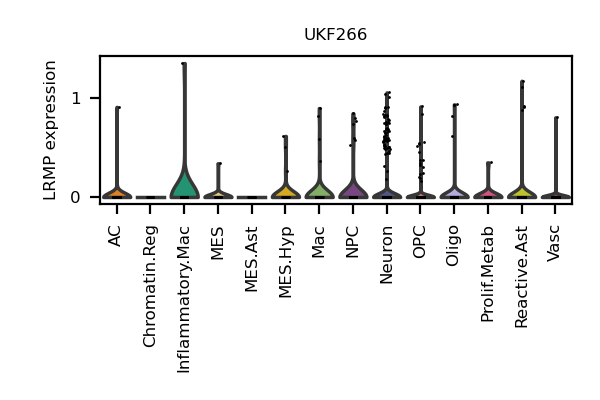 UKF266
LRMP expression
1
0
AC
Chromatin.Reg
Inflammatory.Mac
MES
MES.Ast
MES.Hyp
Mac
NPC
Neuron
OPC
Oligo
Prolif.Metab
Reactive.Ast
Vasc